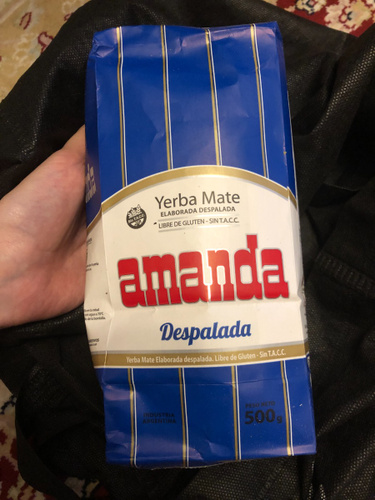 Yerba Mate
ELABORADA DESPALADA
LIBRE DE GLUTEN - SIN T.A.C.C.
amanda
Despalada
Yerba Mate Elaborada despalada. Libre de Gluten - Sin T.A.C.C.
500g